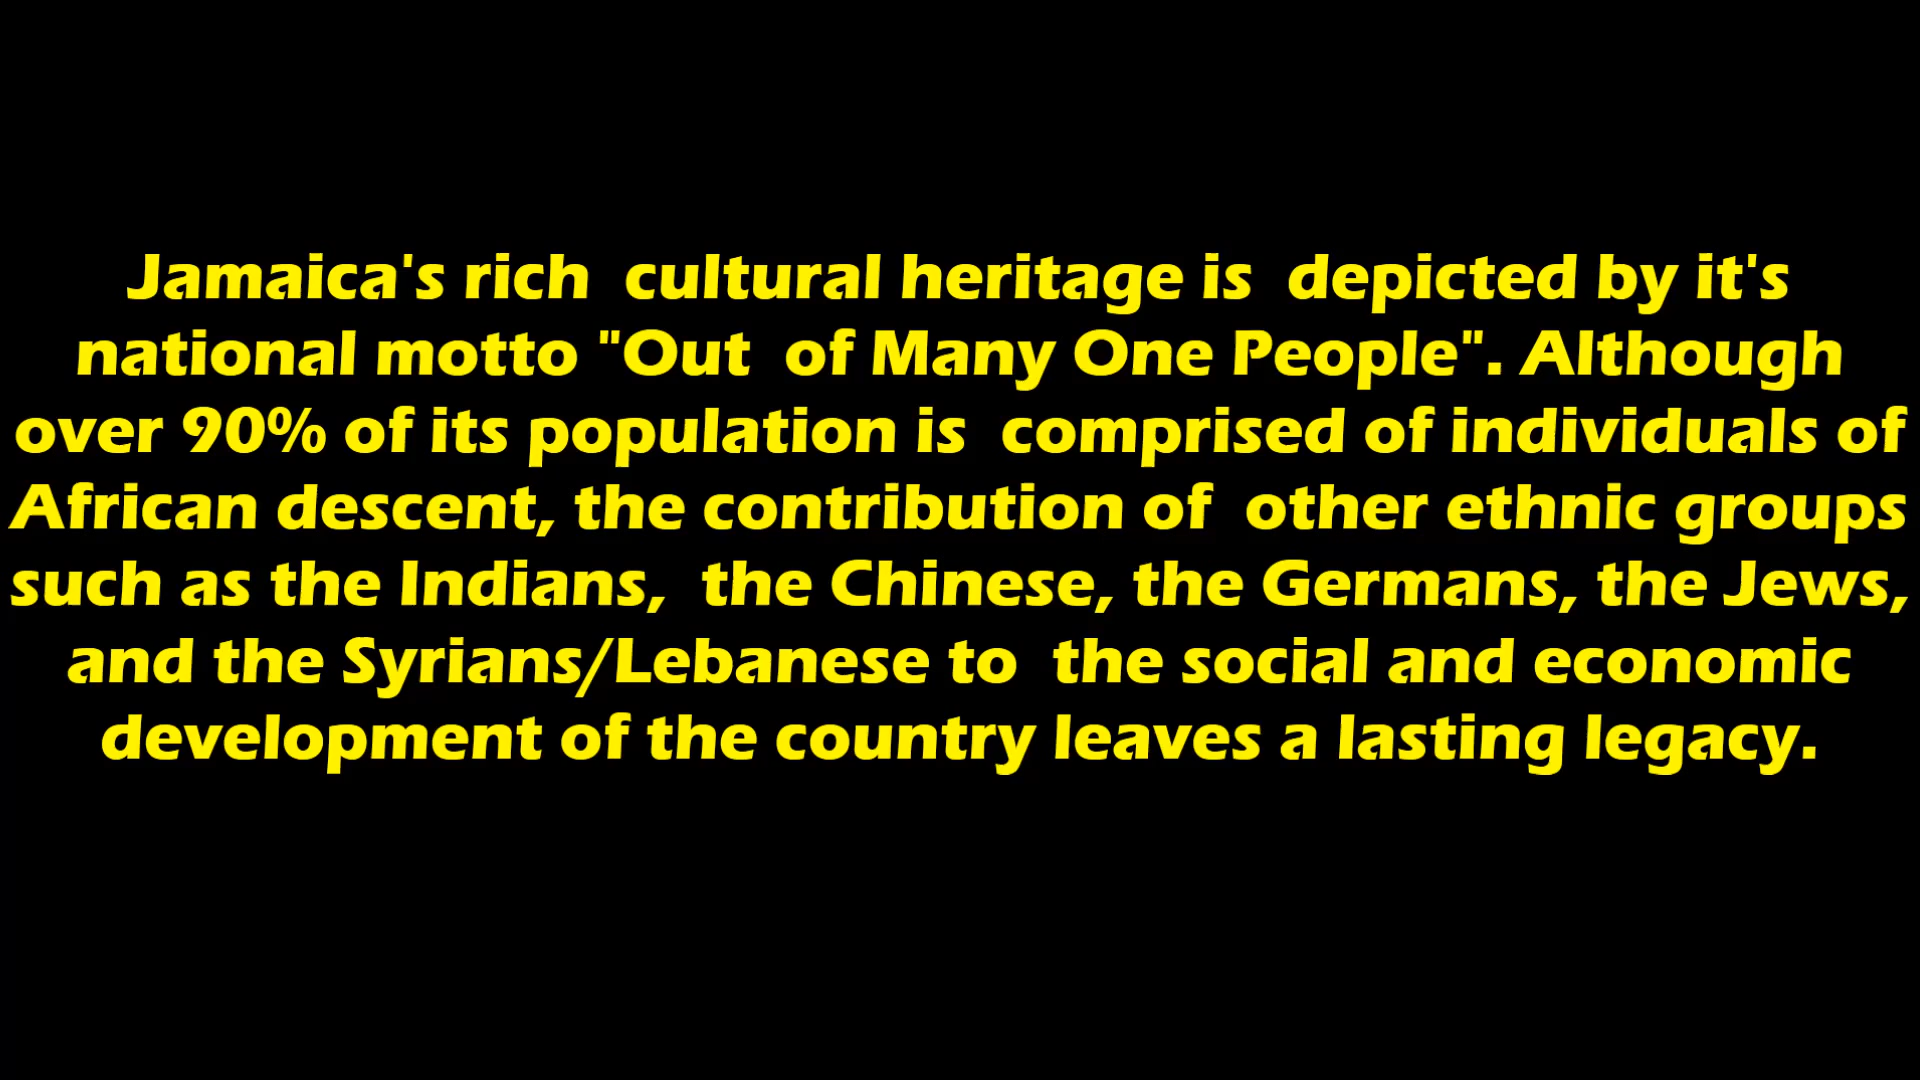 Jamaica's rich  cultural heritage is  depicted by it's
national motto "Out  of Many One People". Although
over 90% of its population is  comprised of individuals of
African descent, the contribution of  other ethnic groups
such as the Indians,  the Chinese, the Germans, the Jews,
and the Syrians/Lebanese to  the social and economic
development of the country leaves a lasting legacy.